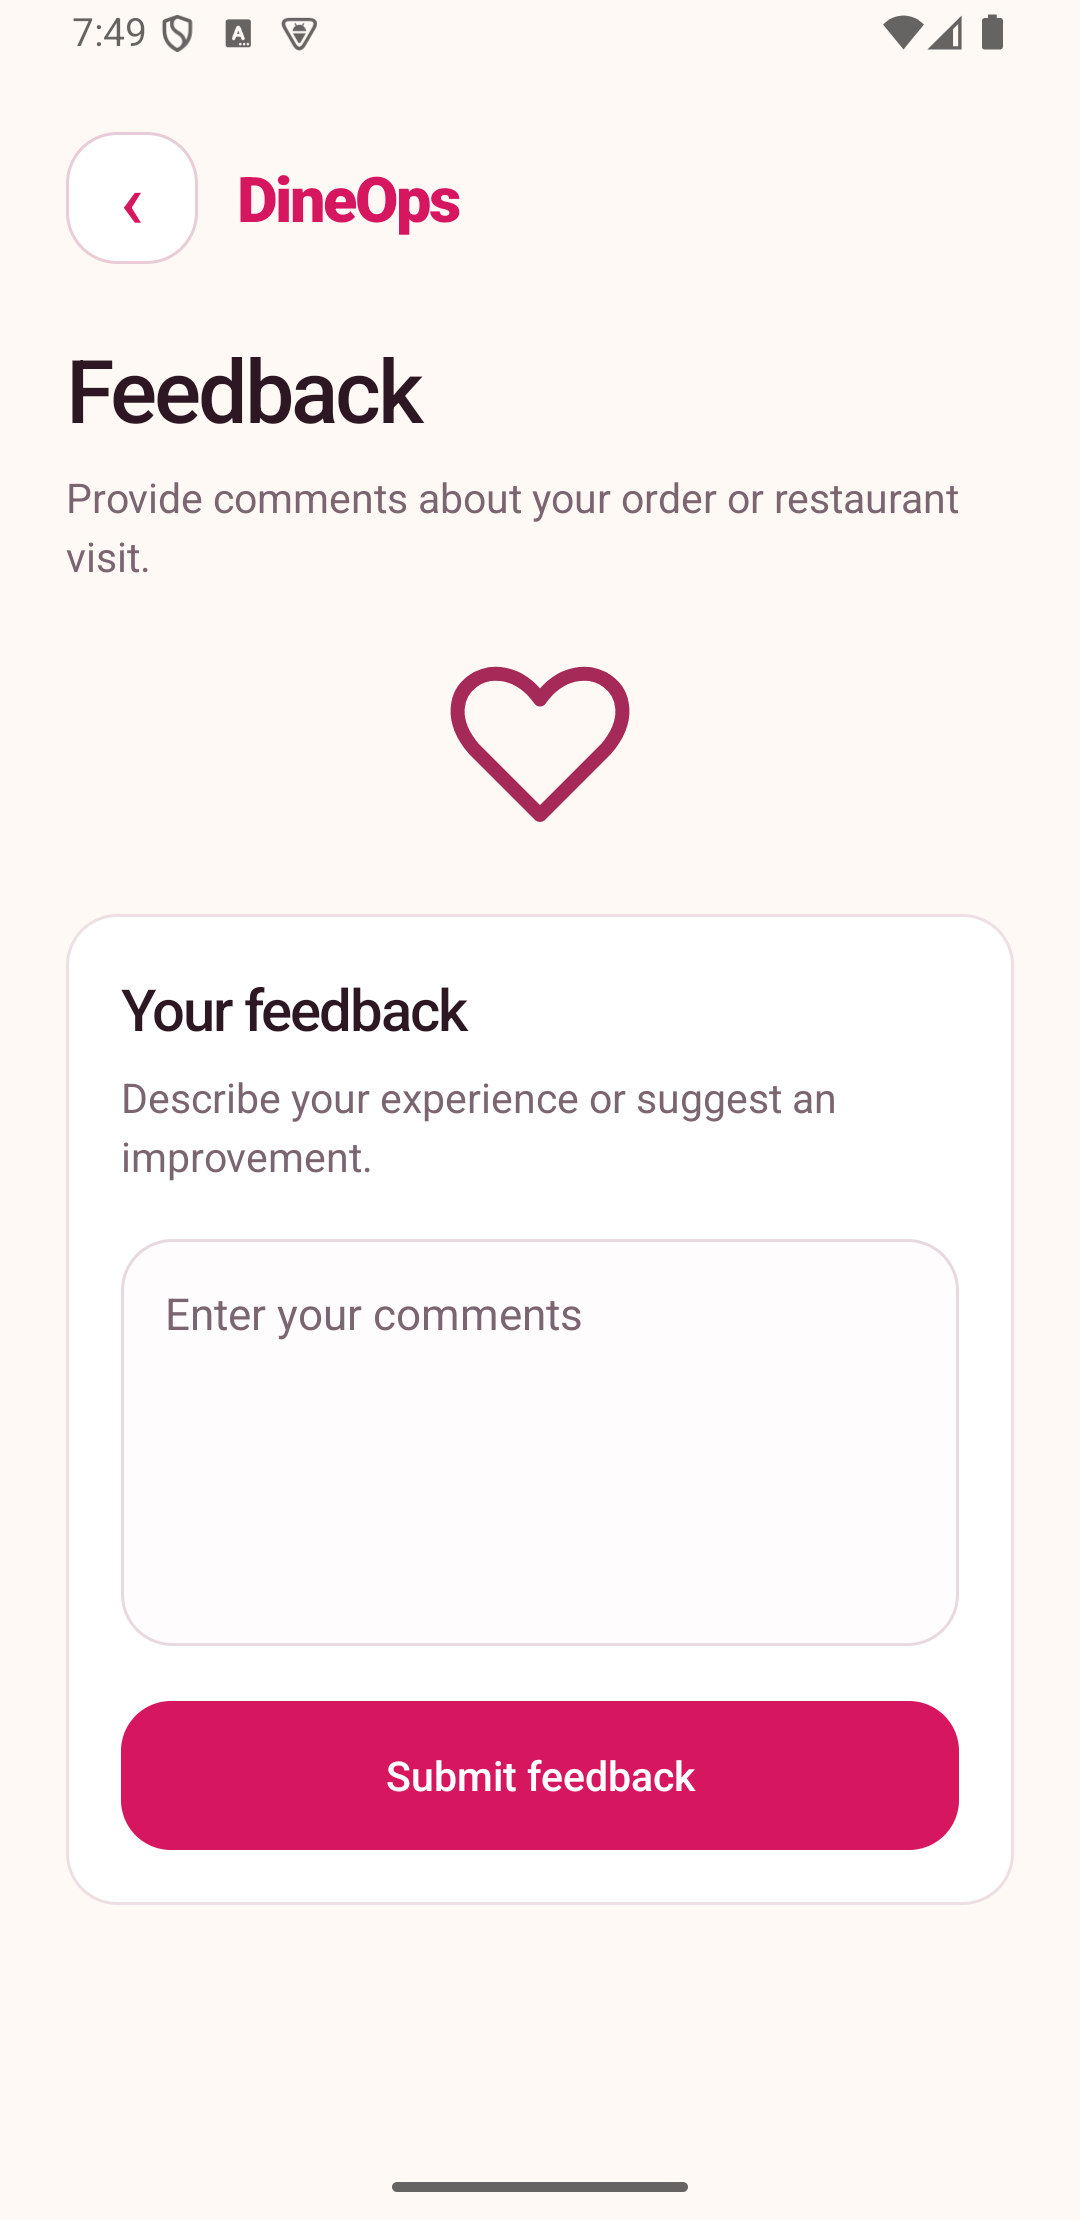 7:49
DineOps
Feedback
Provide comments about your order or restaurant
visit.
Your feedback
Describe your experience or suggest an
improvement.
Enter your comments
Submit feedback